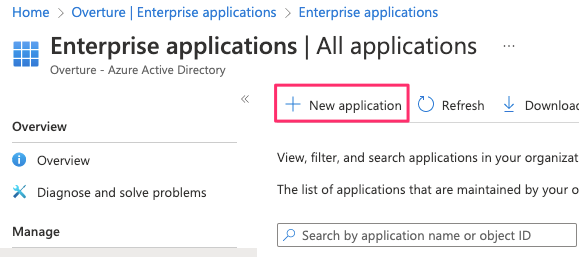 Home > Overture | Enterprise applications > Enterprise applications >
Enterprise applications | All applications ...
Overture - Azure Active Directory
«
+ New application
Refresh
Download
Overview
Overview
Diagnose and solve problems
Manage
View, filter, and search applications in your organizat
The list of applications that are maintained by your o
Search by application name or object ID